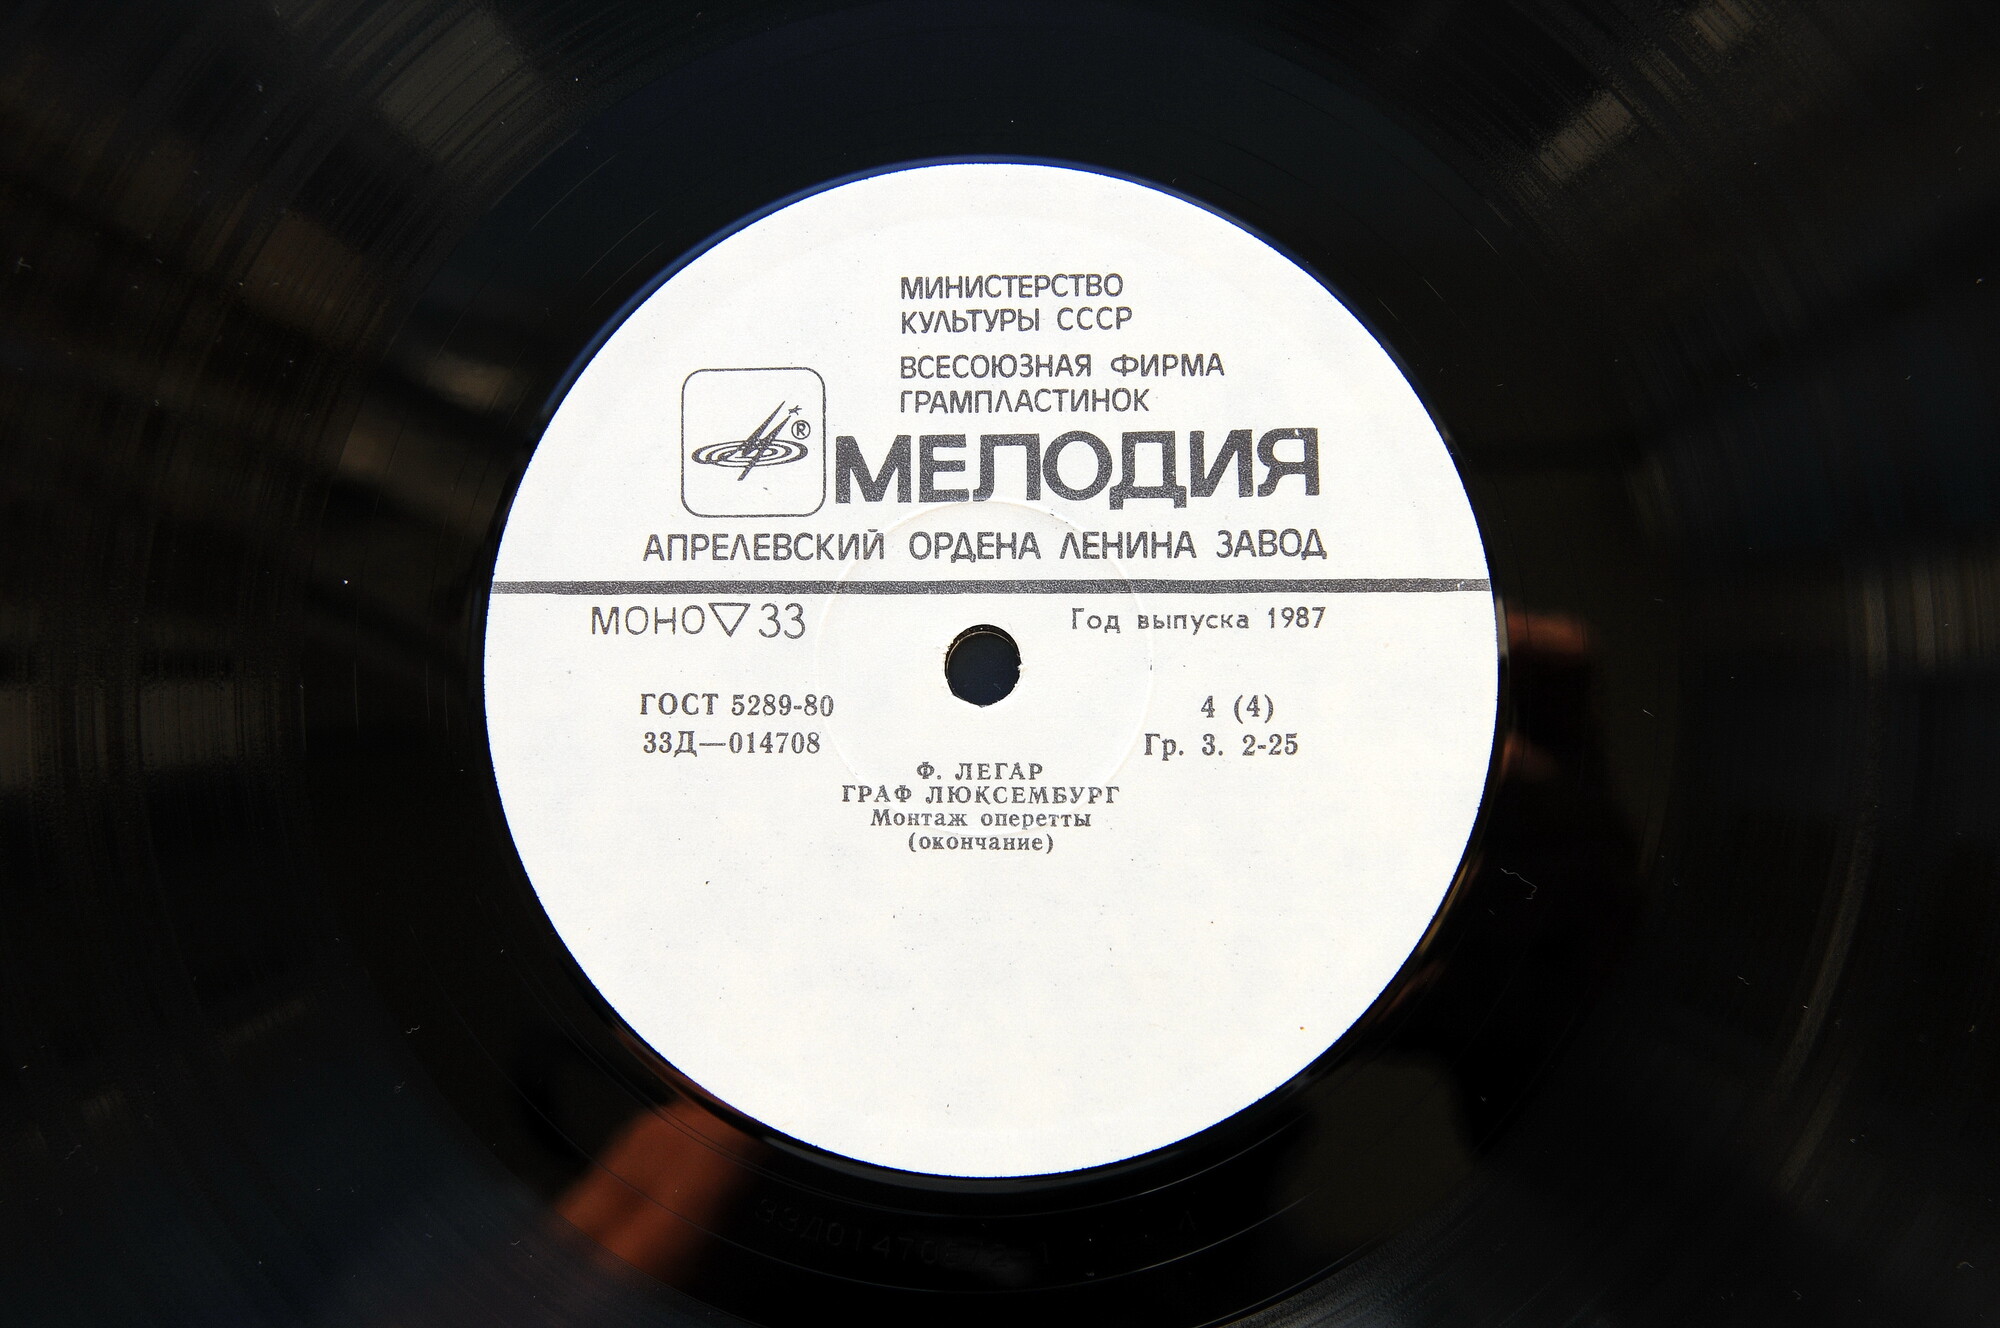 МИНИСТЕРСТВО
КУЛЬТУРЫ СССР
ВСЕСОЮЗНАЯ ФИРМА
ГРАМПЛАСТИНОК
®
МЕЛОДИЯ
АПРЕЛЕВСКИЙ ОРДЕНА ЛЕНИНА ЗАВОД
МОНО ▽ 33
Год выпуска 1987
ГОСТ 5289-80
33Д—014708
4 (4)
Гр. 3. 2-25
Ф. ЛЕГАР
ГРАФ ЛЮКСЕМБУРГ
Монтаж оперетты
(окончание)